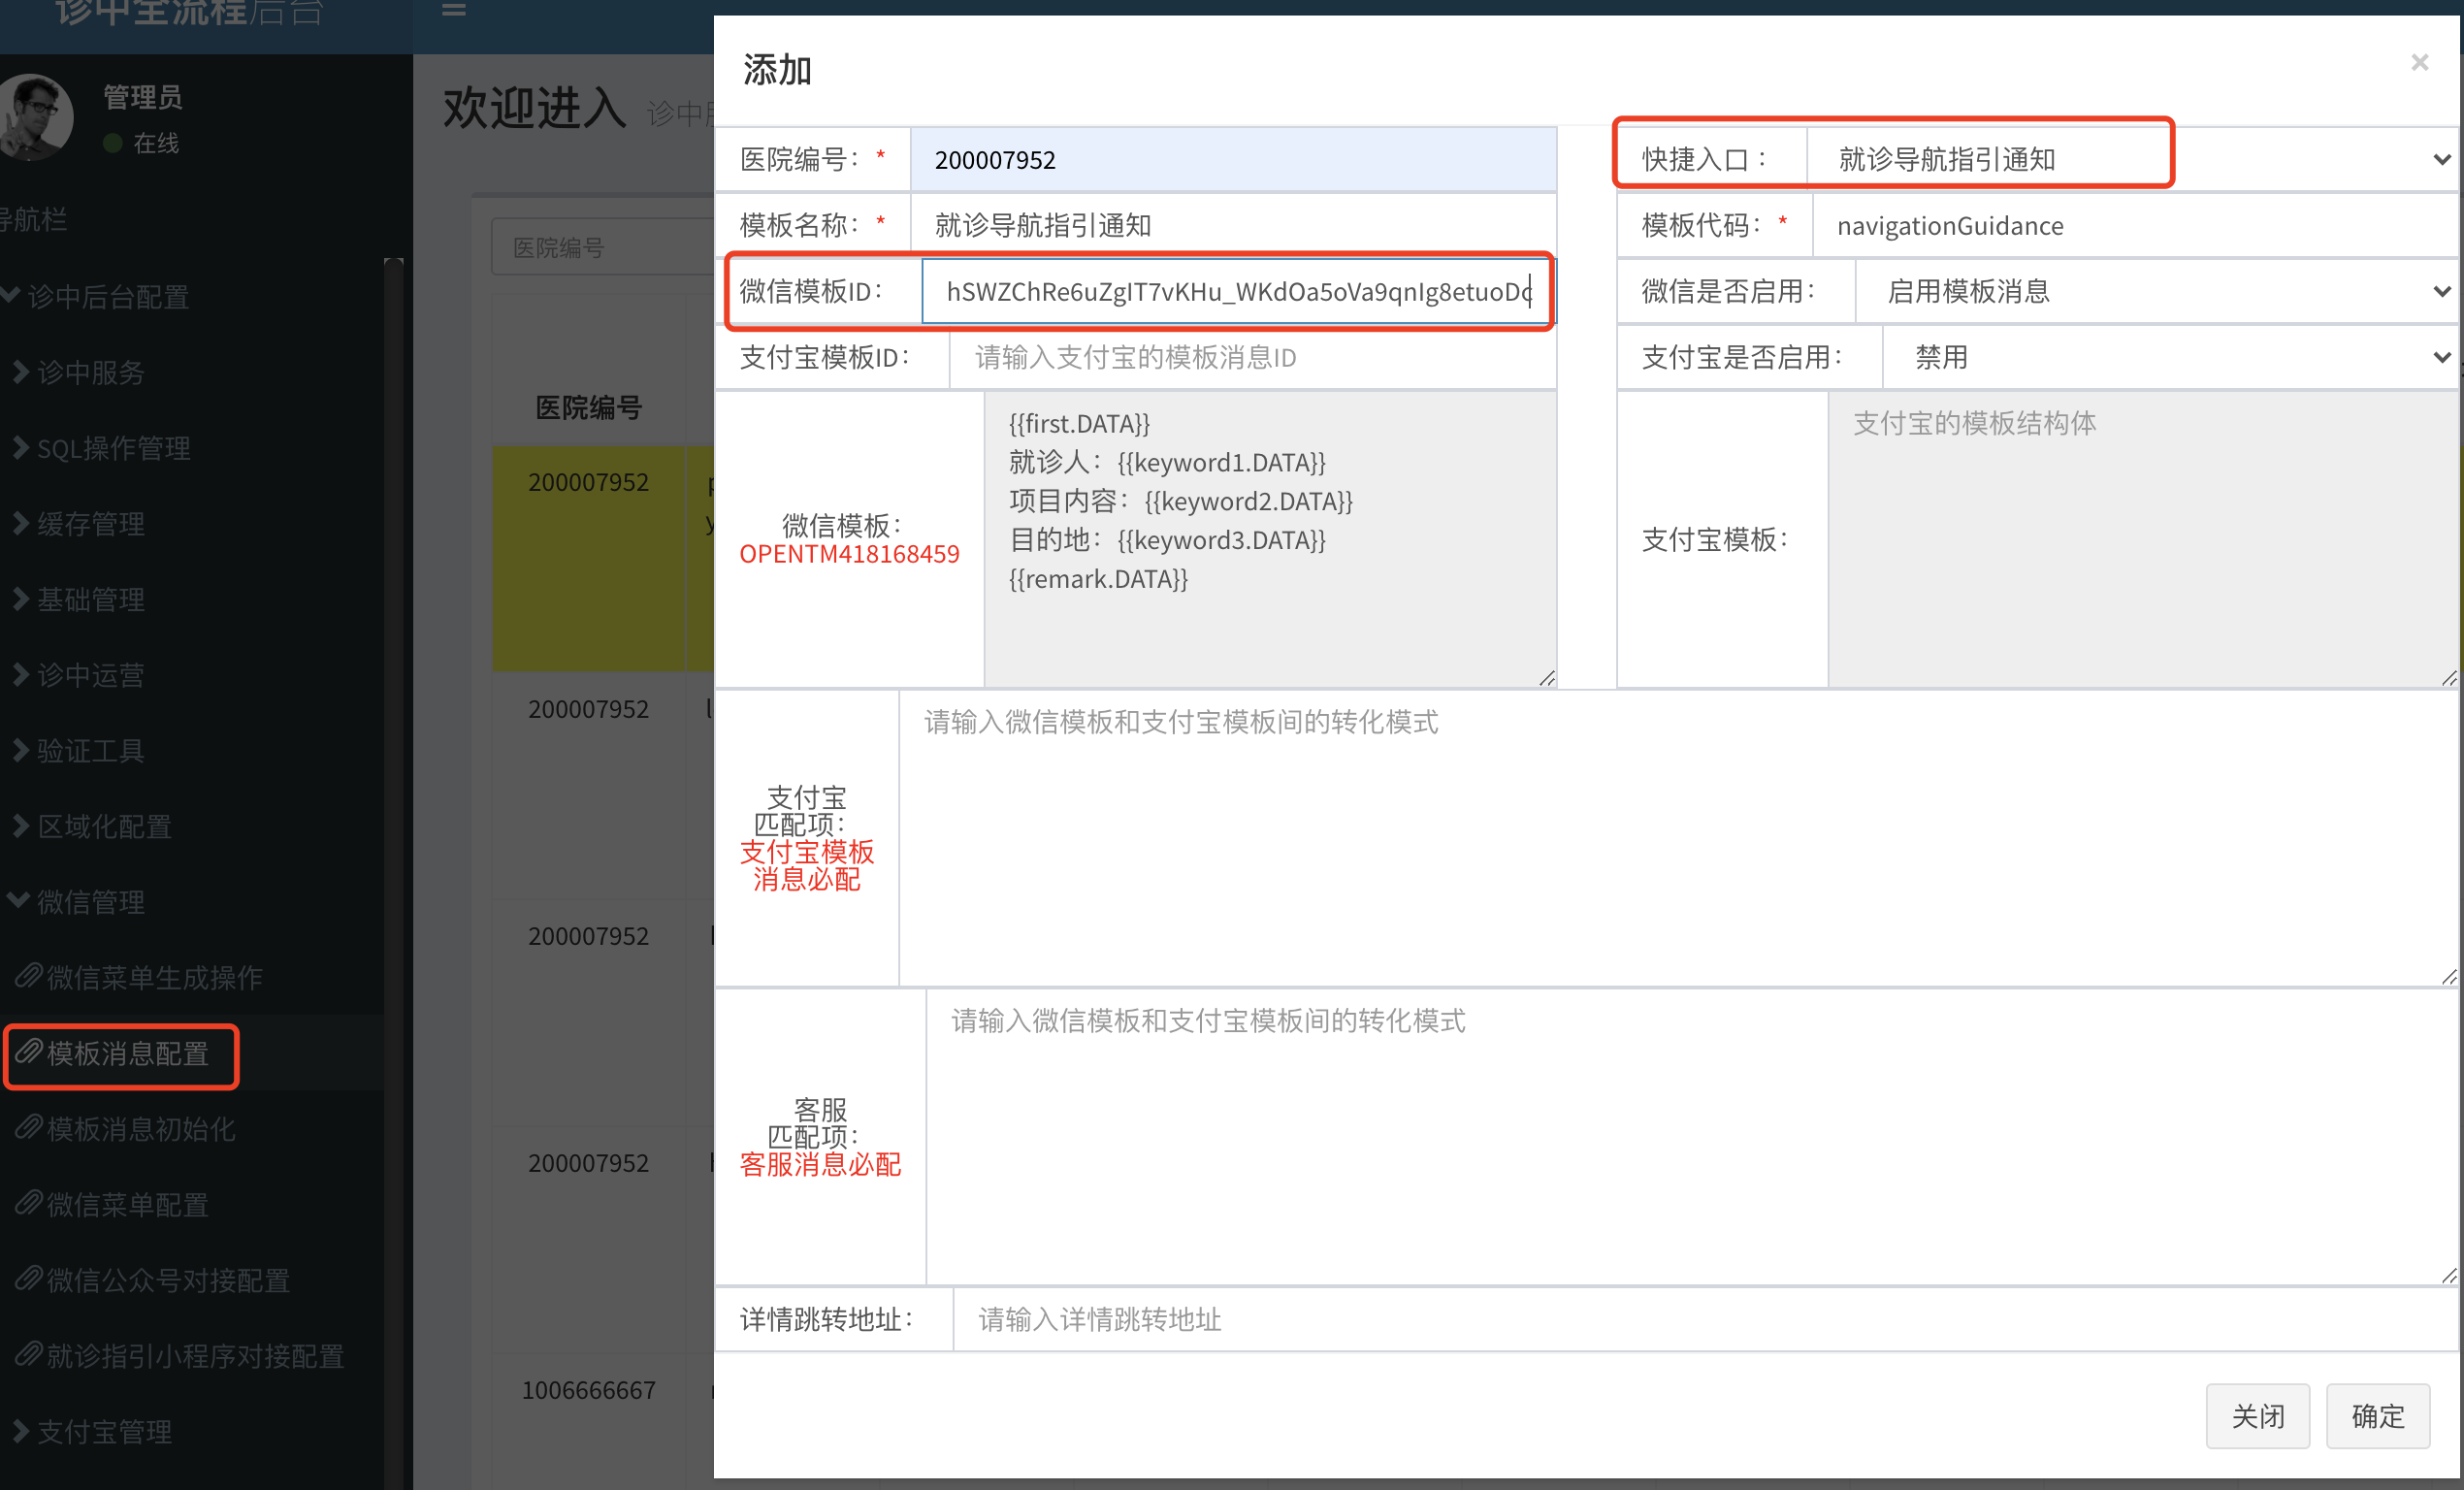 诊中全流程后台
管理员
在线
导航栏
诊中后台配置
诊中服务
SQL操作管理
缓存管理
基础管理
诊中运营
验证工具
区域化配置
微信管理
微信菜单生成操作
模板消息配置
模板消息初始化
微信菜单配置
微信公众号对接配置
就诊指引小程序对接配置
支付宝管理
欢迎进入 诊中
医院编号
医院编号
200007952
200007952
200007952
200007952
1006666667
添加
×
医院编号: * 200007952
快捷入口: 就诊导航指引通知
模板名称: * 就诊导航指引通知
模板代码: * navigationGuidance
微信模板ID: hSWZChRe6uZgIT7vKHu_WKdOa5oVa9qnIg8etuoDc
微信是否启用: 启用模板消息
支付宝模板ID: 请输入支付宝的模板消息ID
支付宝是否启用: 禁用
微信模板:
OPENTM418168459
{{first.DATA}}
就诊人: {{keyword1.DATA}}
项目内容: {{keyword2.DATA}}
目的地: {{keyword3.DATA}}
{{remark.DATA}}
支付宝模板:
支付宝的模板结构体
支付宝
匹配项:
支付宝模板
消息必配
请输入微信模板和支付宝模板间的转化模式
客服
匹配项:
客服消息必配
请输入微信模板和支付宝模板间的转化模式
详情跳转地址: 请输入详情跳转地址
关闭
确定